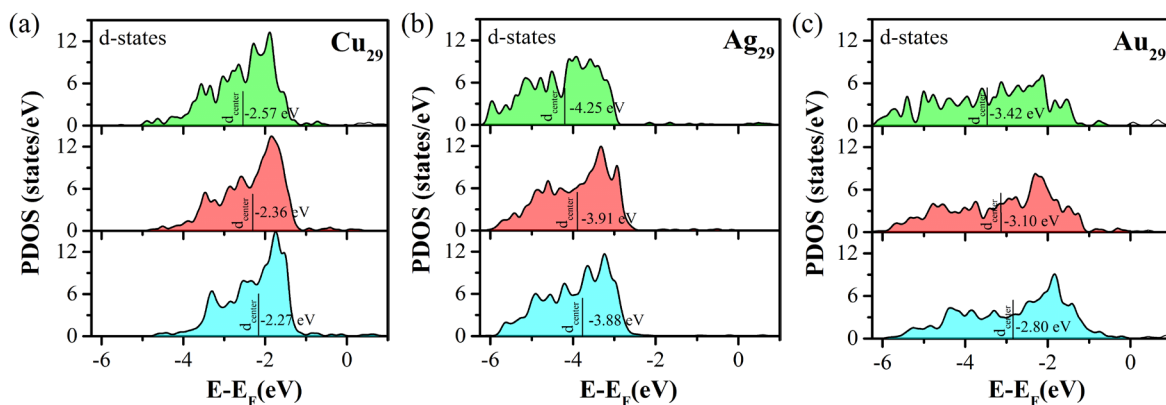 (a)
d-states
Cu29
12
6
0
dcenter
-2.57 eV
12
6
0
dcenter
-2.36 eV
12
6
0
dcenter
-2.27 eV
PDOS (states/eV)
-6
-4
-2
0
E-EF(eV)
(b)
d-states
Ag29
12
6
0
dcenter
-4.25 eV
12
6
0
dcenter
-3.91 eV
12
6
0
dcenter
-3.88 eV
PDOS (states/eV)
-6
-4
-2
0
E-EF(eV)
(c)
d-states
Au29
12
6
0
dcenter
-3.42 eV
12
6
0
dcenter
-3.10 eV
12
6
0
dcenter
-2.80 eV
PDOS (states/eV)
-6
-4
-2
0
E-EF(eV)